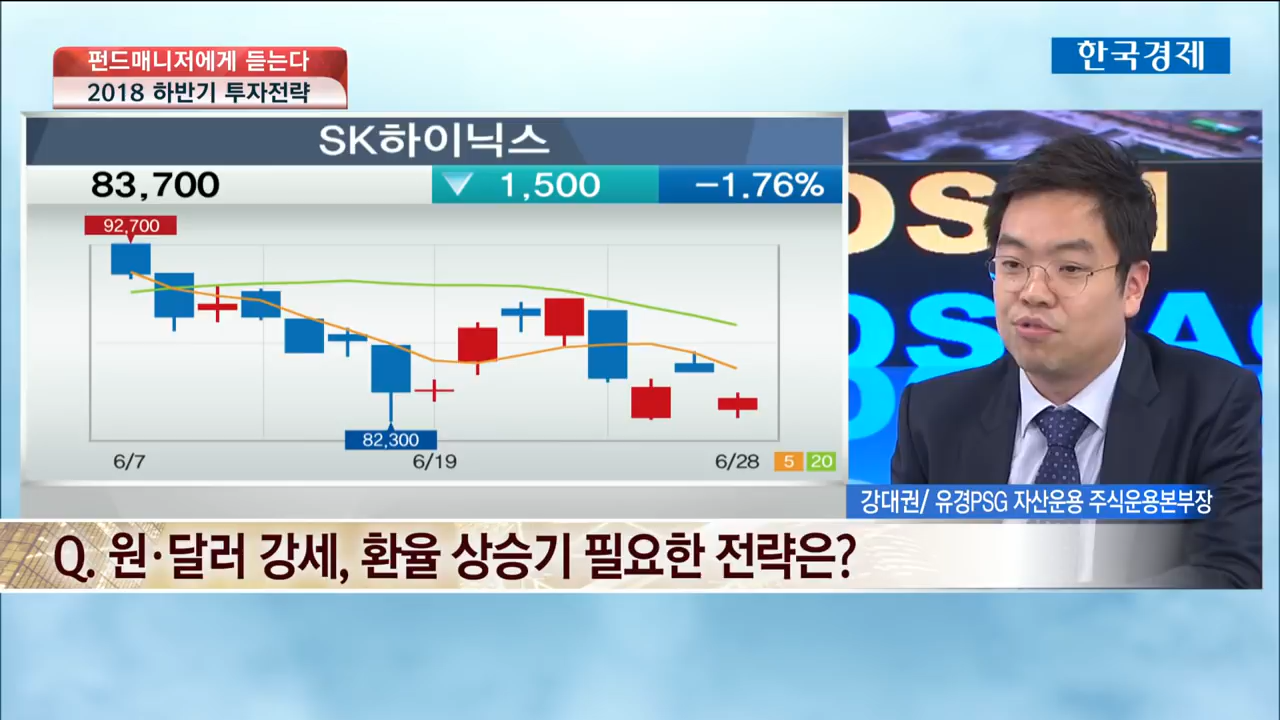 펀드매니저에게 듣는다
2018 하반기 투자전략
한국경제
SK하이닉스
83,700 ▼ 1,500 -1.76%
92,700
82,300
6/7 6/19 6/28 5 20
강대권/ 유경PSG 자산운용 주식운용본부장
Q. 원·달러 강세, 환율 상승기 필요한 전략은?